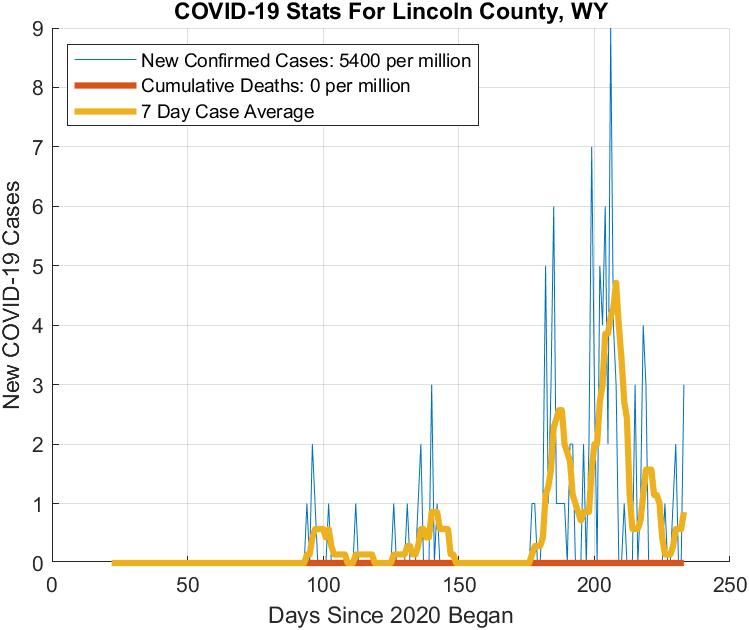 COVID-19 Stats For Lincoln County, WY
New Confirmed Cases: 5400 per million
Cumulative Deaths: 0 per million
7 Day Case Average
New COVID-19 Cases
9
8
7
6
5
4
3
2
1
0
0 50 100 150 200 250
Days Since 2020 Began